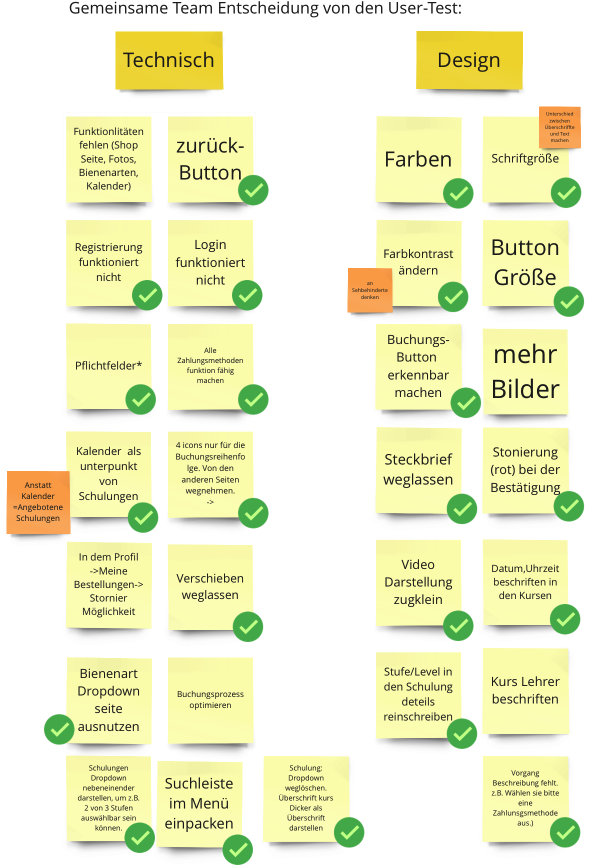 Gemeinsame Team Entscheidung von den User-Test:
Technisch
Design
Funktionlitäten
fehlen (Shop
Seite, Fotos,
Bienenarten,
Kalender)
zurück-
Button
Farben
Schriftgröße
Unterschied
zwischen
Überschriffte
und Text
machen
Registrierung
funktioniert
nicht
Login
funktioniert
nicht
Farbkontrast
ändern
an
Sehbehinderte
denken
Button
Größe
Pflichtfelder*
Alle
Zahlungsmethoden
funktion fähig
machen
Buchungs-
Button
erkennbar
machen
mehr
Bilder
Kalender als
unterpunkt
von
Schulungen
Anstatt
Kalender
=Angebotene
Schulungen
4 icons nur für die
Buchungsreihenfo
lge. Von den
anderen Seiten
wegnehmen.
->
Steckbrief
weglassen
Stonierung
(rot) bei der
Bestätigung
In dem Profil
->Meine
Bestellungen->
Stornier
Möglichkeit
Verschieben
weglassen
Video
Darstellung
zugklein
Datum,Uhrzeit
beschriften in
den Kursen
Bienenart
Dropdown
seite
ausnutzen
Buchungsprozess
optimieren
Stufe/Level in
den Schulung
deteils
reinschreiben
Kurs Lehrer
beschriften
Schulungen
Dropdown
nebeneinender
darstellen, um z.B.
2 von 3 Stufen
auswählbar sein
können.
Suchleiste
im Menü
einpacken
Schulung:
Dropdown
weglöschen.
Überschrift kurs
Dicker als
Überschrift
darstellen
Vorgang
Beschreibung fehlt.
z.B. Wählen sie bitte
eine
Zahlunsgsmethode
aus.)